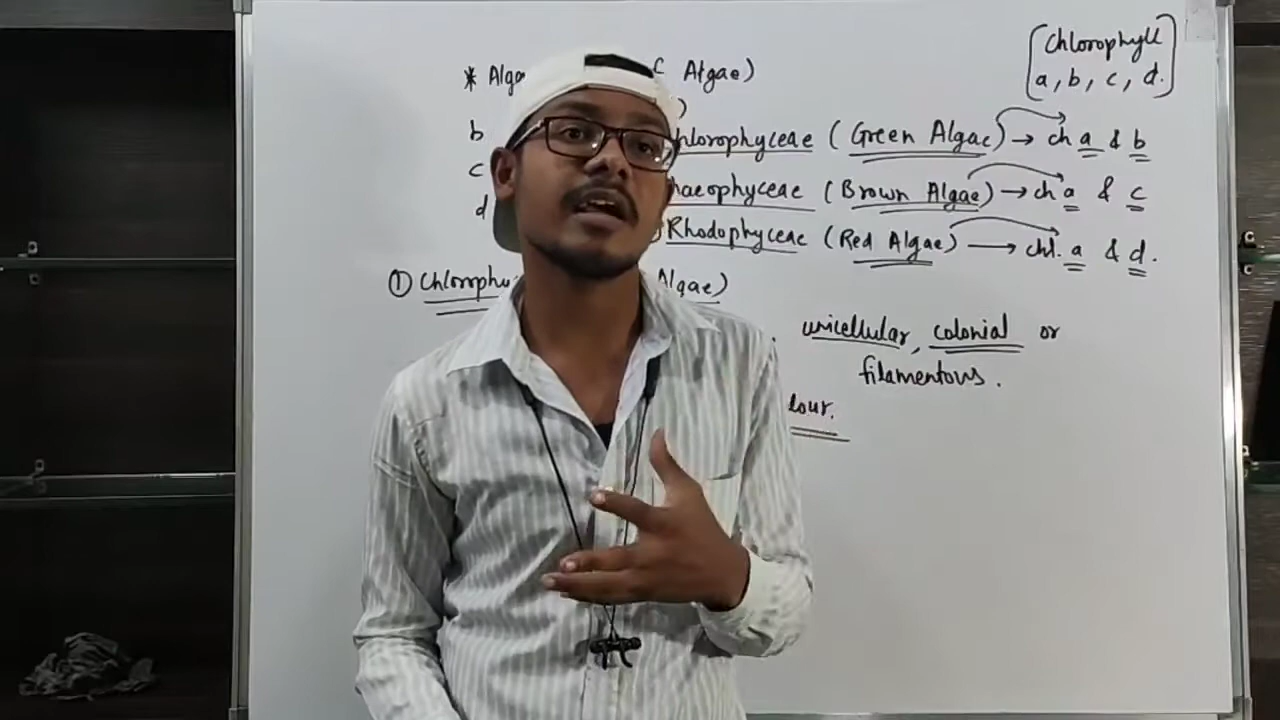 [Chlorophyll
a, b, c, d.]
* Alga Algae)
)
b hlorophyceae (Green Algae) → ch a & b
c haeophyceae (Brown Algae) → ch a & c
d Rhodophyceae (Red Algae) → chl. a & d.
① Chlorophy Algae)
unicellular, colonial or
filamentous.
lour.